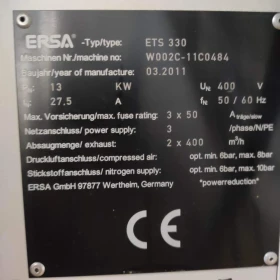 ERSA® -Typ/type: ETS 330
Maschinen Nr./machine no: W002C-11C0484
Baujahr/year of manufacture: 03.2011
13 KW UN 400 V
27.5 A fN 50 / 60 Hz
Max. Vorsicherung/max. fuse rating: 3 x 50 A träge/slow
Netzanschluss/ power supply: 3 /phase/N/PE
Absaugmenge/ exhaust: 2 x 400 m³/h
Druckluftanschluss/compressed air: opt. min. 6bar, max. 8bar
Stickstoffanschluss/nitrogen supply: opt. min. 6bar, max. 10bar
ERSA GmbH 97877 Wertheim, Germany "powerreduction"
CE